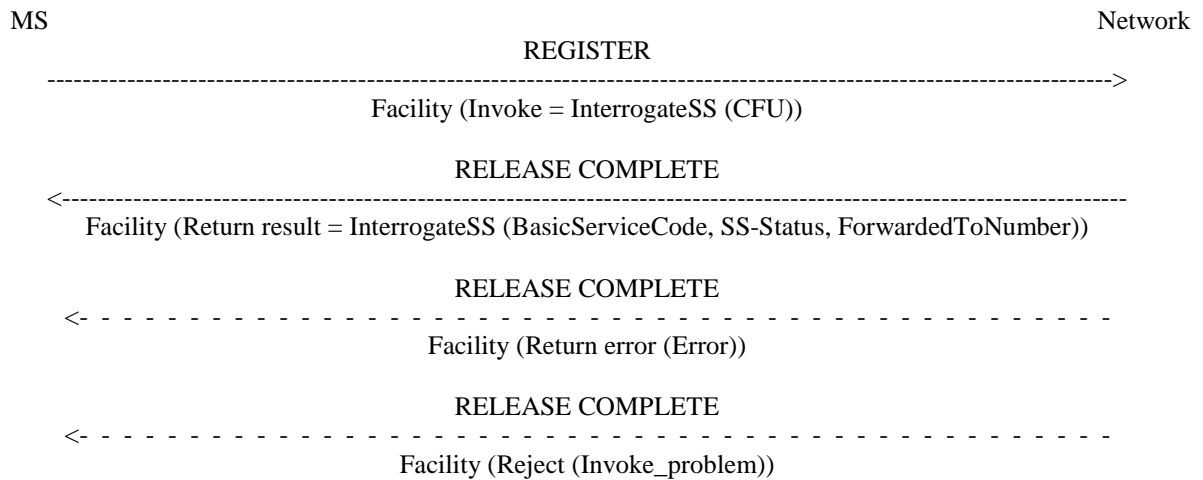 MS Network
REGISTER
Facility (Invoke = InterrogateSS (CFU))
RELEASE COMPLETE
Facility (Return result = InterrogateSS (BasicServiceCode, SS-Status, ForwardedToNumber))
RELEASE COMPLETE
Facility (Return error (Error))
RELEASE COMPLETE
Facility (Reject (Invoke_problem))